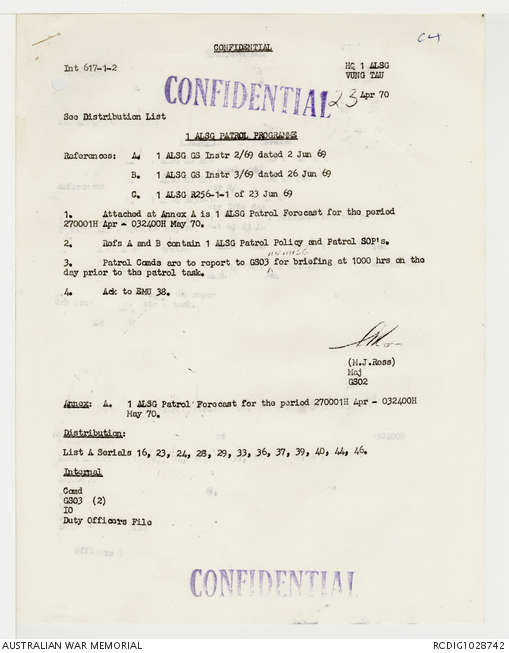 CONFIDENTIAL
C4
Int 617-1-2
HQ 1 ALSG
VUNG TAU
CONFIDENTIAL
23 Apr 70
See Distribution List
1 ALSG PATROL PROGRAMME
References: A. 1 ALSG GS Instr 2/69 dated 2 Jun 69
B. 1 ALSG GS Instr 3/69 dated 26 Jun 69
C. 1 ALSG R256-1-1 of 23 Jun 69
1. Attached at Annex A is 1 ALSG Patrol Forecast for the period
270001H Apr - 032400H May 70.
2. Refs A and B contain 1 ALSG Patrol Policy and Patrol SOP's.
3. Patrol Comds are to report to GSO3 for briefing at 1000 hrs on the
day prior to the patrol task.
4. Ack to EMU 38.
(M.J.Ross)
Maj
GSO2
Annex: A. 1 ALSG Patrol Forecast for the period 270001H Apr - 032400H
May 70.
Distribution:
List A Serials 16, 23, 24, 28, 29, 33, 36, 37, 39, 40, 44, 46.
Internal
Comd
GSO3 (2)
IO
Duty Officers File
CONFIDENTIAL
AUSTRALIAN WAR MEMORIAL
RCDIG1028742